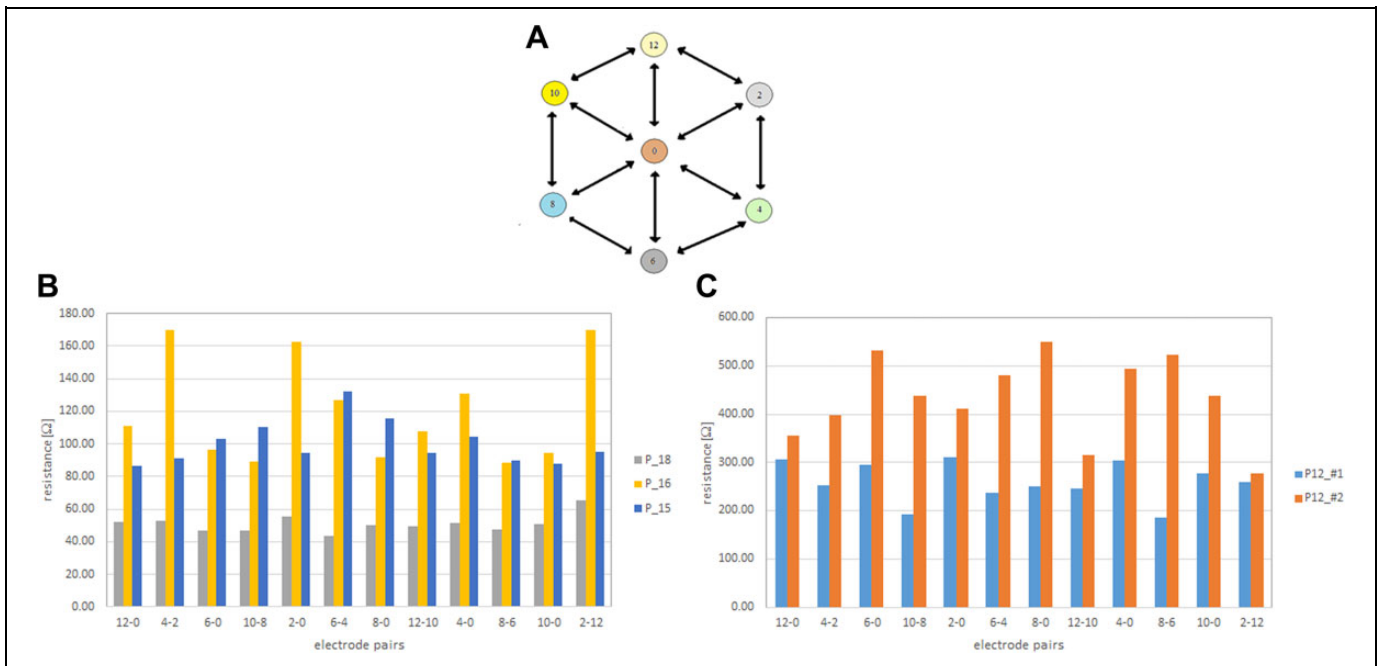 A
12
10
2
0
8
4
6
B
180.00
160.00
140.00
120.00
100.00
80.00
60.00
40.00
20.00
0.00
resistance [Ω]
12-0 4-2 6-0 10-8 2-0 6-4 8-0 12-10 4-0 8-6 10-0 2-12
electrode pairs
P_18
P_16
P_15
C
600.00
500.00
400.00
300.00
200.00
100.00
0.00
resistance[Ω]
12-0 4-2 6-0 10-8 2-0 6-4 8-0 12-10 4-0 8-6 10-0 2-12
electrode pairs
P12_#1
P12_#2